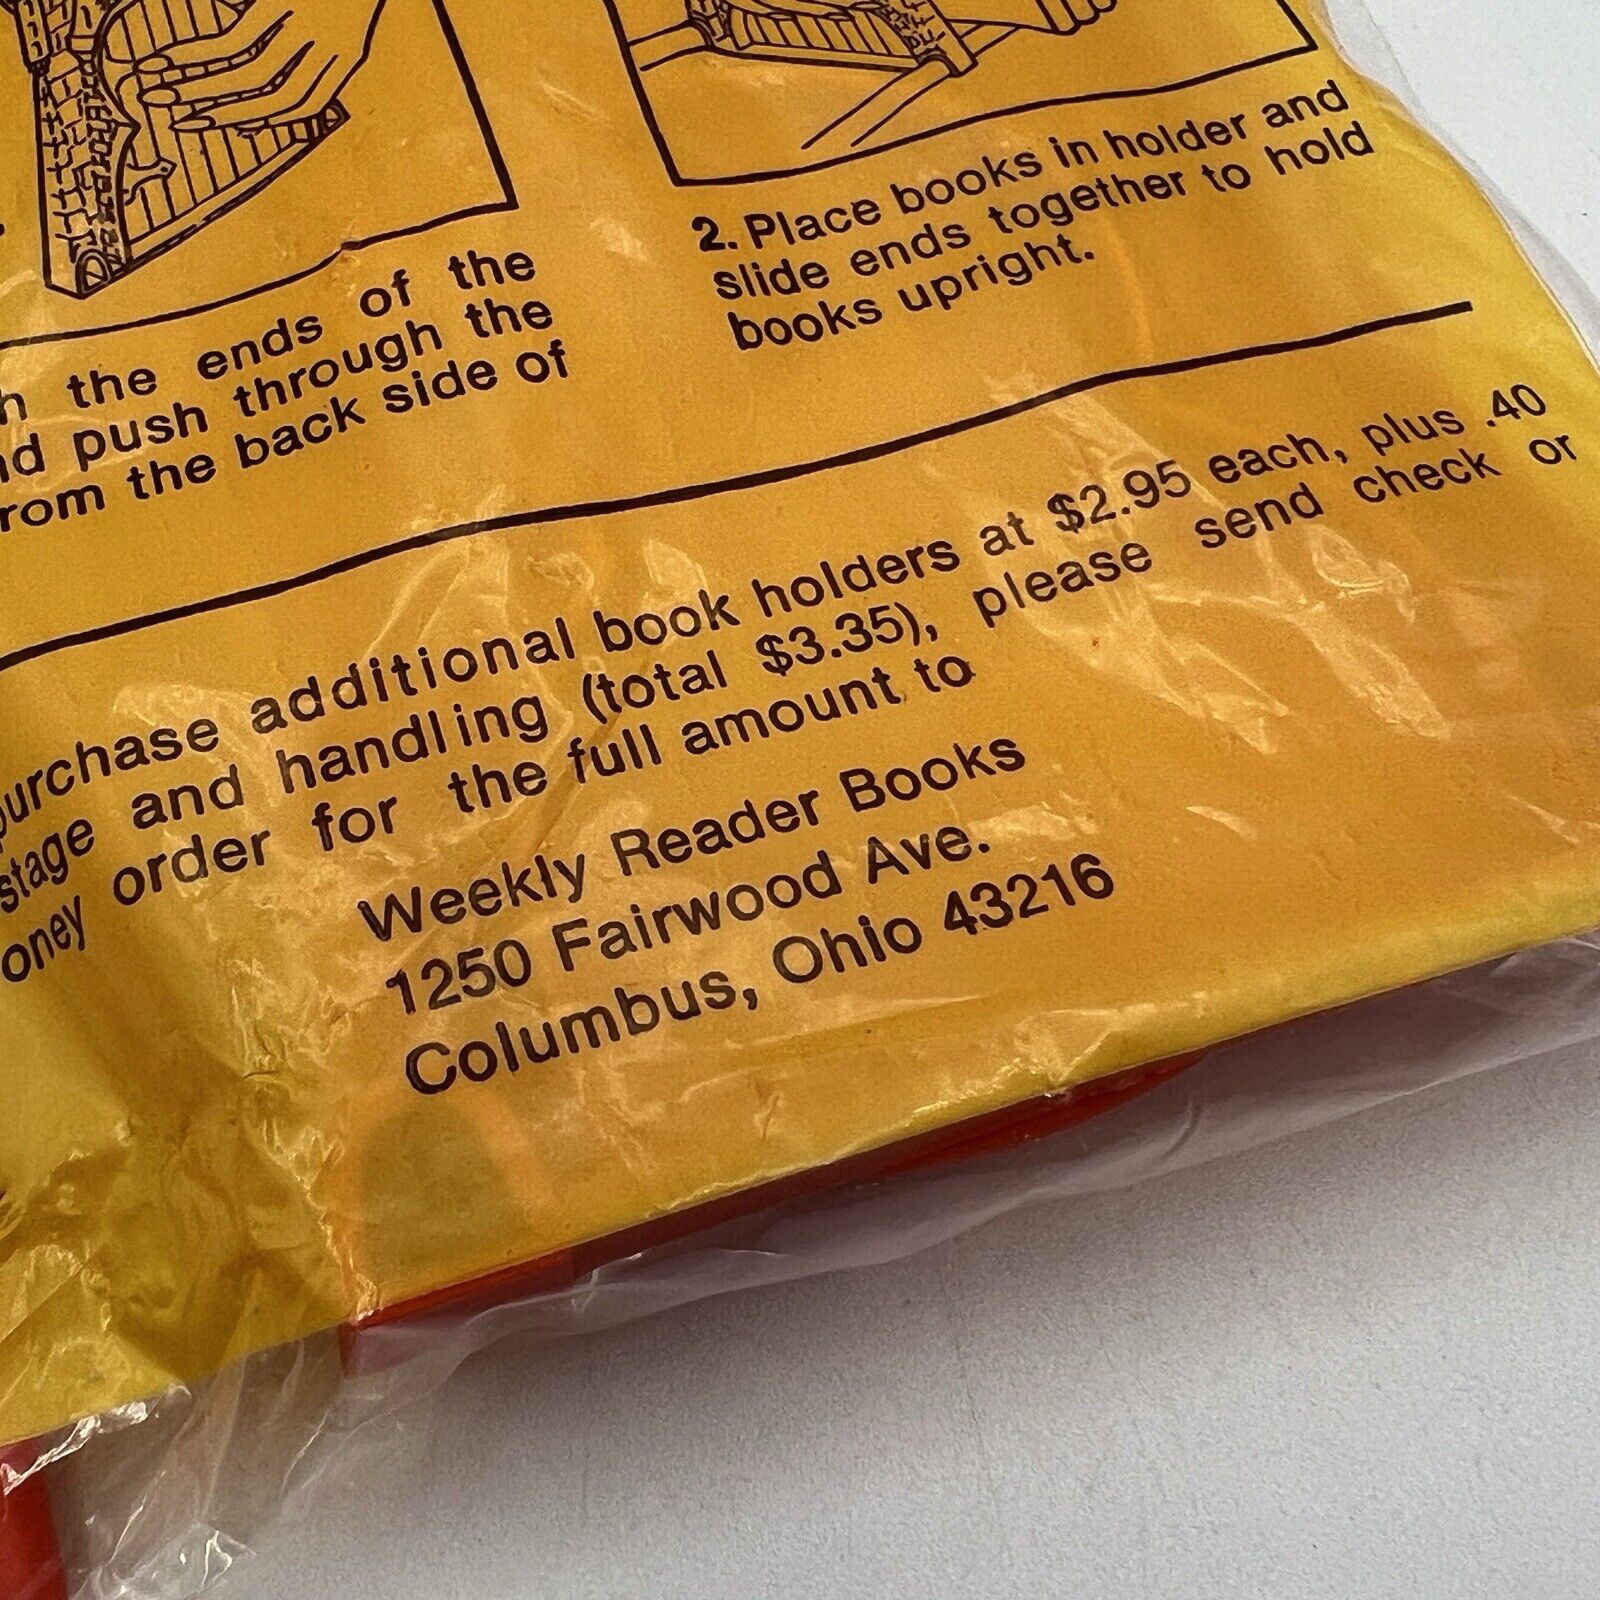 the ends of the
push through the
the back side of
2. Place books in holder and
slide ends together to hold
books upright.
purchase additional book holders at $2.95 each, plus .40
stage and handling (total $3.35), please send check or
oney order for the full amount to
Weekly Reader Books
1250 Fairwood Ave.
Columbus, Ohio 43216